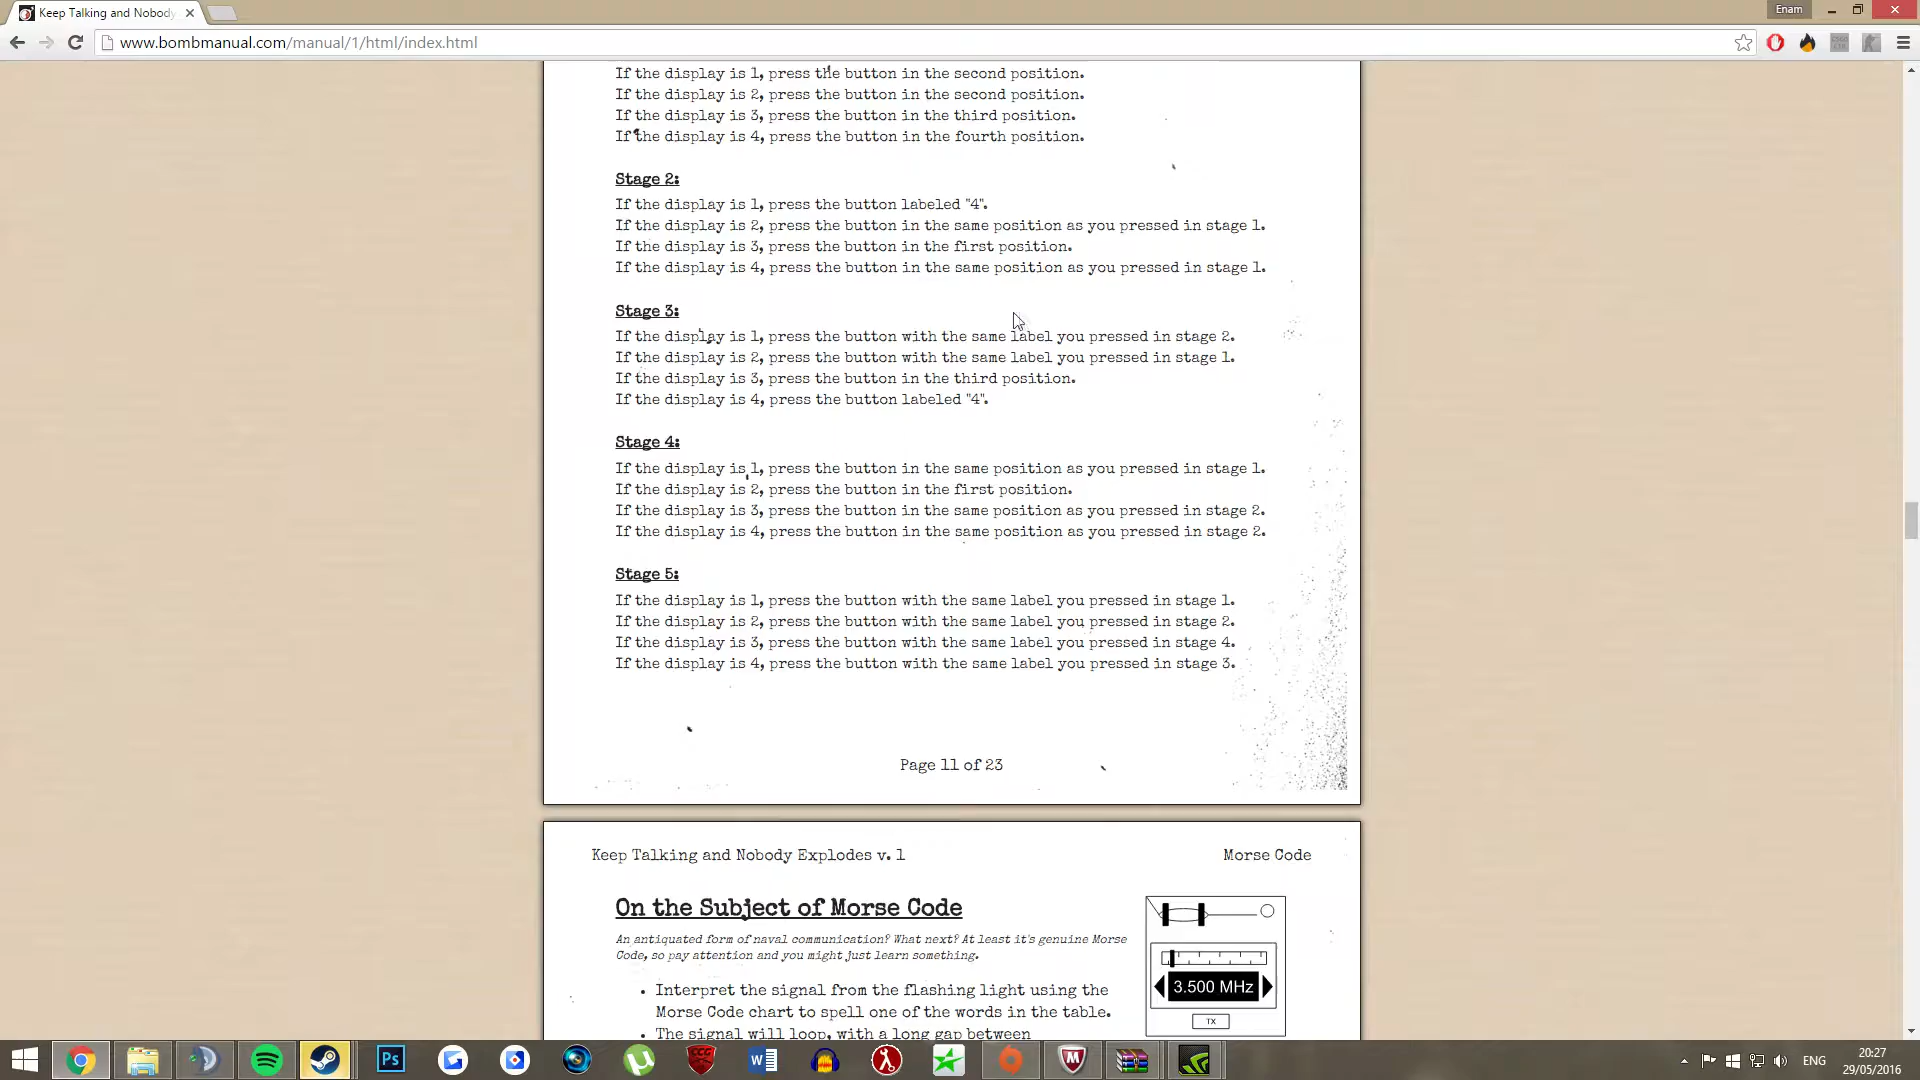 Keep Talking and Nobody
Enam
www.bombmanual.com/manual/1/html/index.html
If the display is 1, press the button in the second position.
If the display is 2, press the button in the second position.
If the display is 3, press the button in the third position.
If the display is 4, press the button in the fourth position.
Stage 2:
If the display is 1, press the button labeled "4".
If the display is 2, press the button in the same position as you pressed in stage 1.
If the display is 3, press the button in the first position.
If the display is 4, press the button in the same position as you pressed in stage 1.
Stage 3:
If the display is 1, press the button with the same label you pressed in stage 2.
If the display is 2, press the button with the same label you pressed in stage 1.
If the display is 3, press the button in the third position.
If the display is 4, press the button labeled "4".
Stage 4:
If the display is 1, press the button in the same position as you pressed in stage 1.
If the display is 2, press the button in the first position.
If the display is 3, press the button in the same position as you pressed in stage 2.
If the display is 4, press the button in the same position as you pressed in stage 2.
Stage 5:
If the display is 1, press the button with the same label you pressed in stage 1.
If the display is 2, press the button with the same label you pressed in stage 2.
If the display is 3, press the button with the same label you pressed in stage 4.
If the display is 4, press the button with the same label you pressed in stage 3.
Page 11 of 23
Keep Talking and Nobody Explodes v. 1
Morse Code
On the Subject of Morse Code
An antiquated form of naval communication? What next? At least it's genuine Morse
Code, so pay attention and you might just learn something.
• Interpret the signal from the flashing light using the
Morse Code chart to spell one of the words in the table.
• The signal will loop, with a long gap between
3.500 MHz
TX
Ps
W
CCG
ENG
20:27
29/05/2016